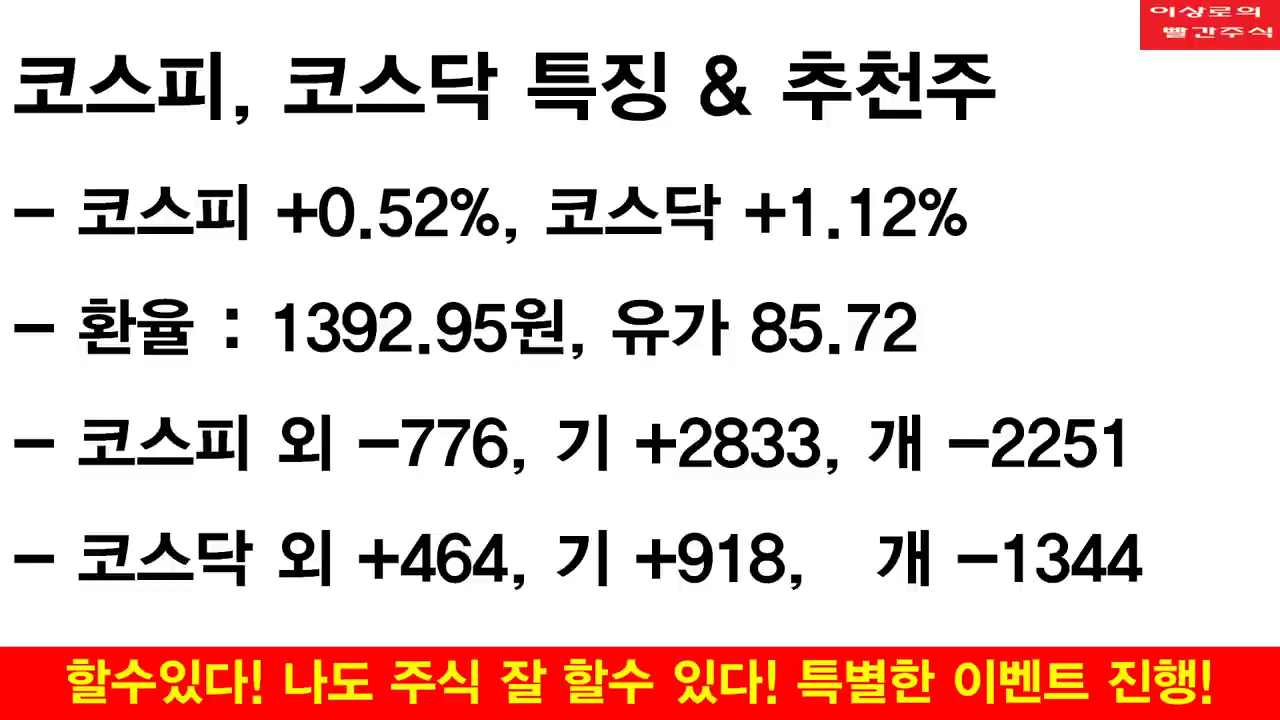 이상로의
빨간주식
코스피, 코스닥 특징 & 추천주
- 코스피 +0.52%, 코스닥 +1.12%
- 환율 : 1392.95원, 유가 85.72
- 코스피 외 -776, 기 +2833, 개 -2251
- 코스닥 외 +464, 기 +918, 개 -1344
할수있다! 나도 주식 잘 할수 있다! 특별한 이벤트 진행!